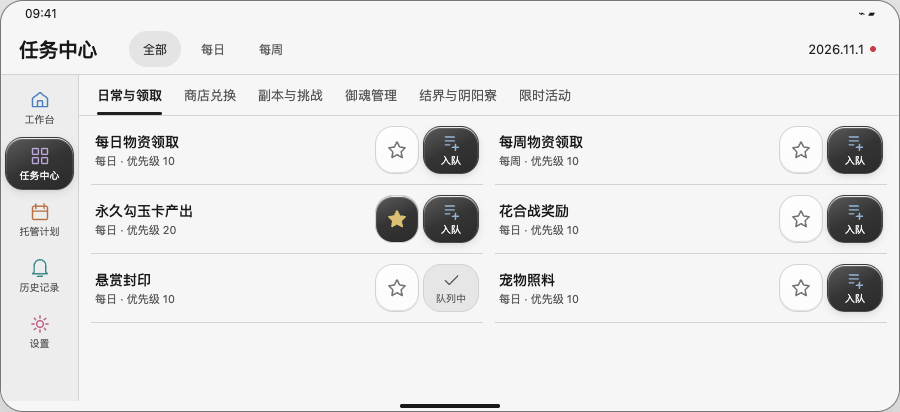 09:41
任务中心
全部
每日
每周
2026.11.1
工作台
任务中心
托管计划
历史记录
设置
日常与领取
商店兑换
副本与挑战
御魂管理
结界与阴阳寮
限时活动
每日物资领取
每日 · 优先级 10
入队
每周物资领取
每周 · 优先级 10
入队
永久勾玉卡产出
每日 · 优先级 20
入队
花合战奖励
每日 · 优先级 10
入队
悬赏封印
每日 · 优先级 10
队列中
宠物照料
每日 · 优先级 10
入队